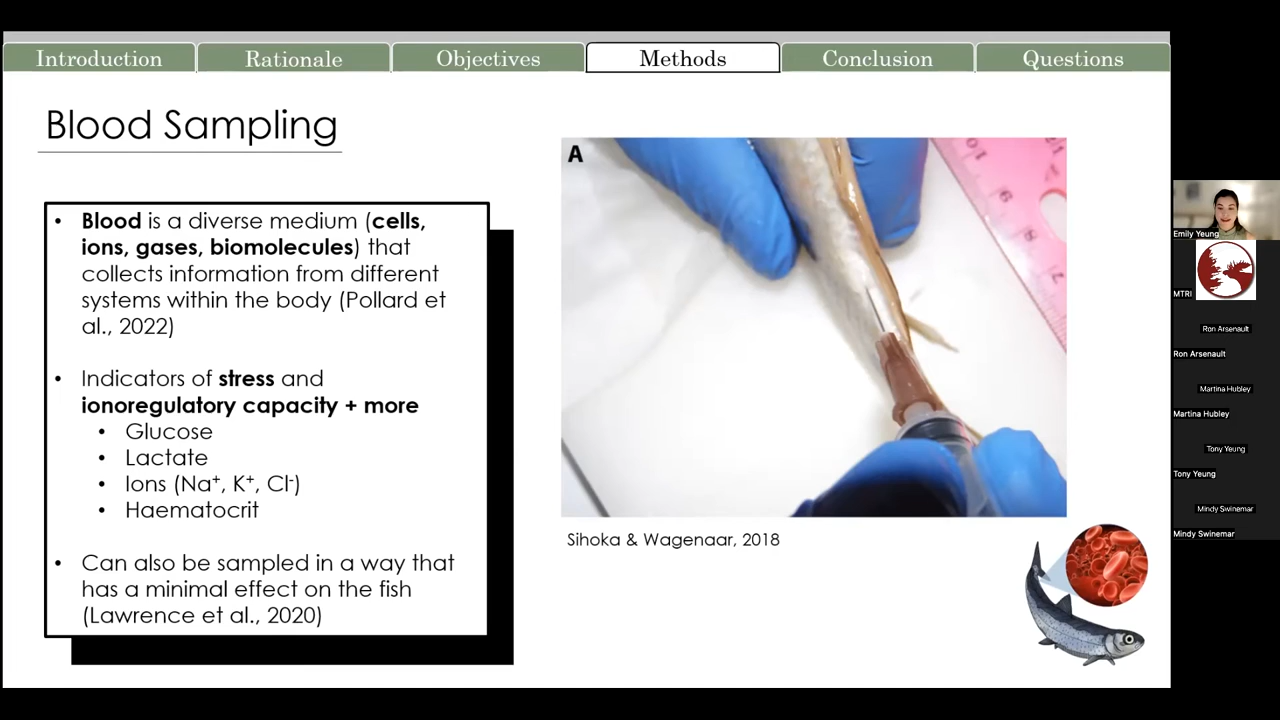 Introduction
Rationale
Objectives
Methods
Conclusion
Questions
Blood Sampling
• Blood is a diverse medium (cells,
ions, gases, biomolecules) that
collects information from different
systems within the body (Pollard et
al., 2022)
• Indicators of stress and
ionoregulatory capacity + more
• Glucose
• Lactate
• Ions (Na⁺, K⁺, Cl⁻)
• Haematocrit
• Can also be sampled in a way that
has a minimal effect on the fish
(Lawrence et al., 2020)
A
Sihoka & Wagenaar, 2018
Emily Yeung
MTRI
Ron Arsenault
Ron Arsenault
Martina Hubley
Martina Hubley
Tony Yeung
Tony Yeung
Mindy Swinemar
Mindy Swinemar